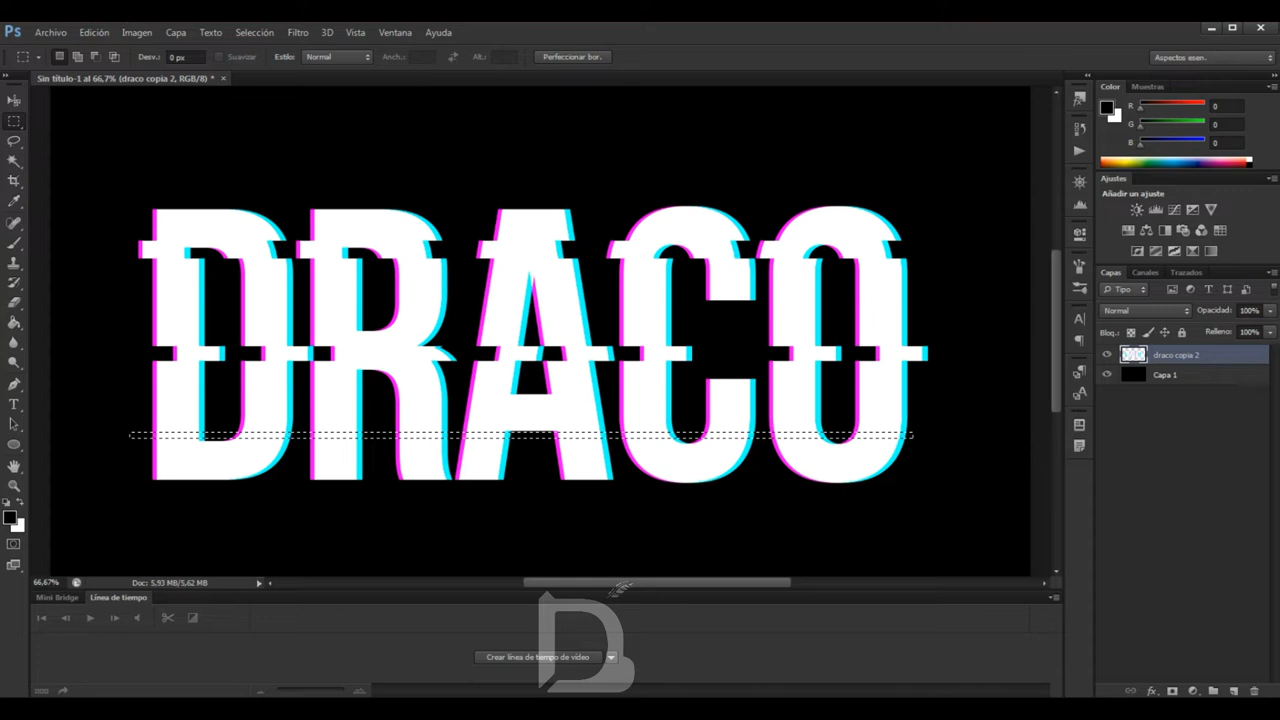 Ps Archivo Edición Imagen Capa Texto Selección Filtro 3D Vista Ventana Ayuda
Desv.: 0 px Suavizar Estilo: Normal Anch.: Alt.: Perfeccionar bor. Aspectos esen.
Sin título-1 al 66,7% (draco copia 2, RGB/8) * ×
Color Muestras
R 0
G 0
B 0
Ajustes
Añadir un ajuste
DRACO
Capas Canales Trazados
Tipo
Normal Opacidad: 100%
Bloq.: Relleno: 100%
draco copia 2
Capa 1
66,67% Doc: 5,93 MB/5,62 MB
Mini Bridge Línea de tiempo
Crear línea de tiempo de vídeo
D